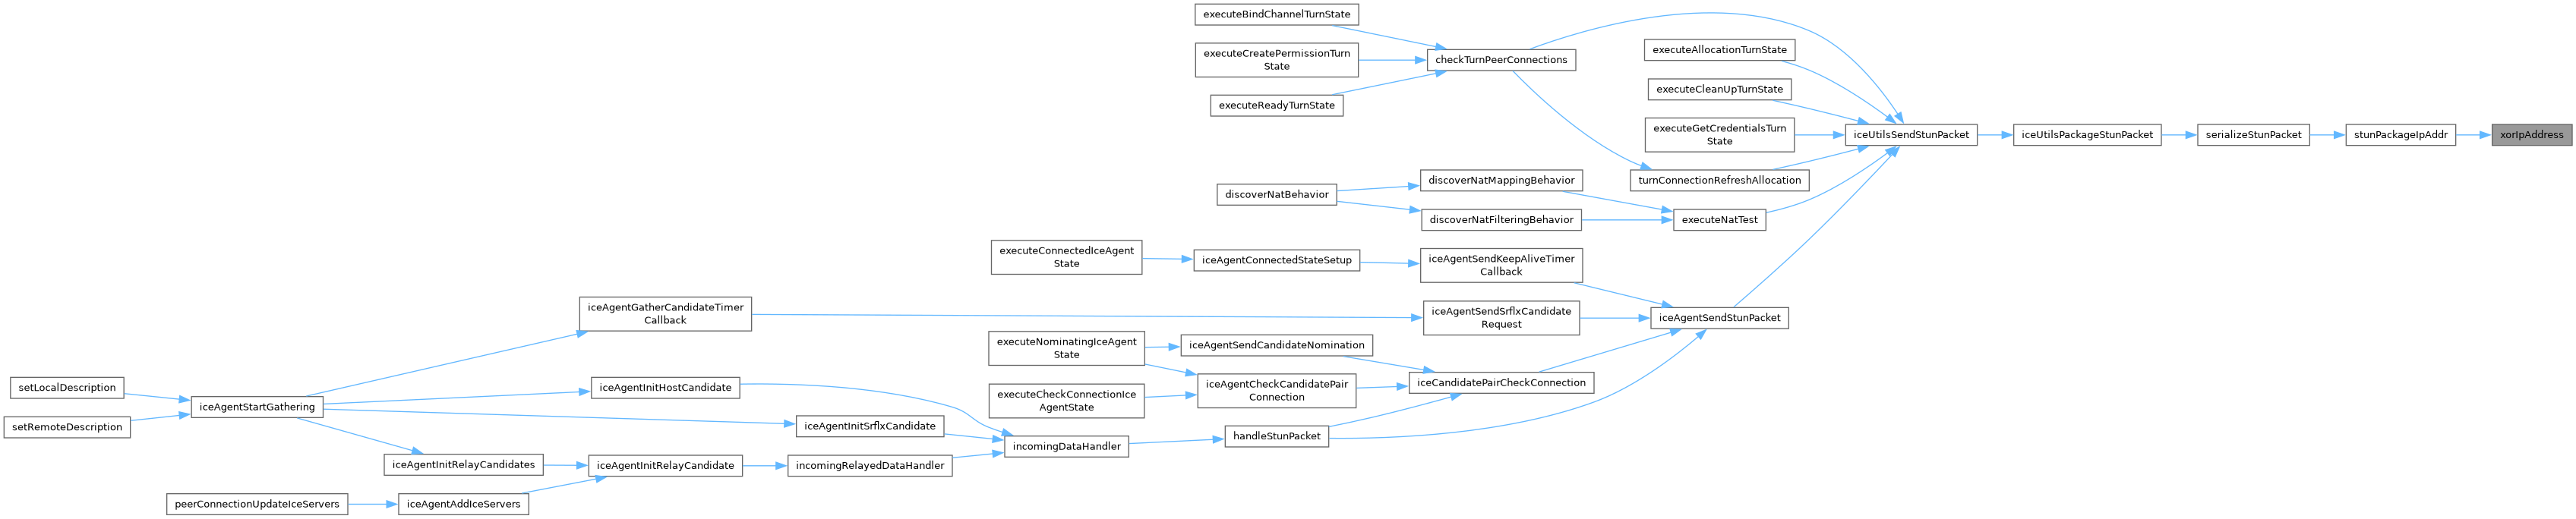 executeBindChannelTurnState
executeCreatePermissionTurn
State
executeReadyTurnState
checkTurnPeerConnections
executeAllocationTurnState
executeCleanUpTurnState
executeGetCredentialsTurn
State
iceUtilsSendStunPacket
iceUtilsPackageStunPacket
serializeStunPacket
stunPackageIpAddr
xorIpAddress
turnConnectionRefreshAllocation
discoverNatBehavior
discoverNatMappingBehavior
discoverNatFilteringBehavior
executeNatTest
executeConnectedIceAgent
State
iceAgentConnectedStateSetup
iceAgentSendKeepAliveTimer
Callback
iceAgentGatherCandidateTimer
Callback
iceAgentSendSrflxCandidate
Request
iceAgentSendStunPacket
executeNominatingIceAgent
State
iceAgentSendCandidateNomination
executeCheckConnectionIce
AgentState
iceAgentCheckCandidatePair
Connection
iceCandidatePairCheckConnection
setLocalDescription
setRemoteDescription
iceAgentStartGathering
iceAgentInitHostCandidate
iceAgentInitSrflxCandidate
incomingDataHandler
handleStunPacket
iceAgentInitRelayCandidates
iceAgentInitRelayCandidate
incomingRelayedDataHandler
peerConnectionUpdateIceServers
iceAgentAddIceServers